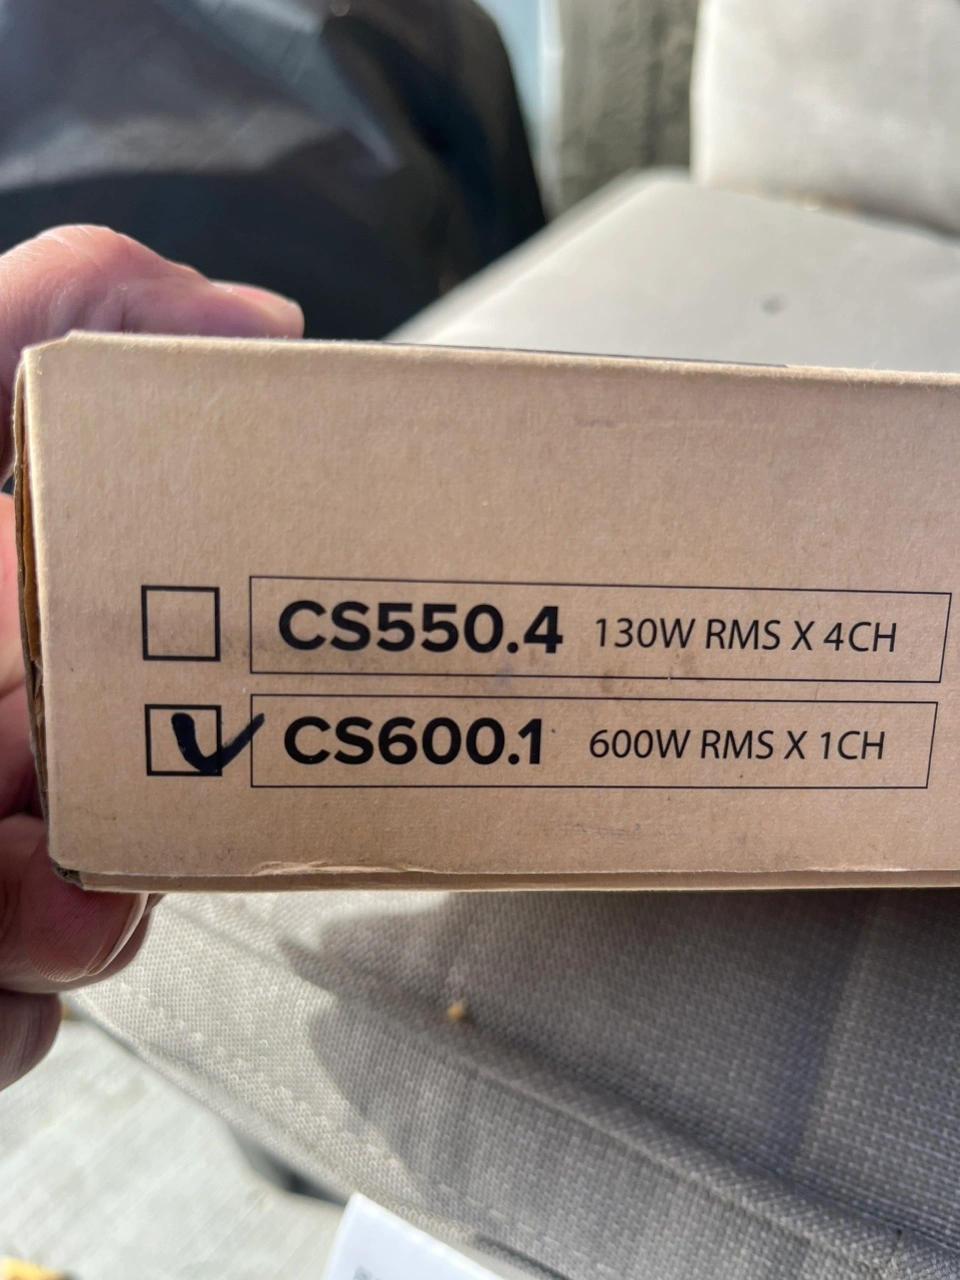 CS550.4 130W RMS X 4CH
CS600.1 600W RMS X 1CH